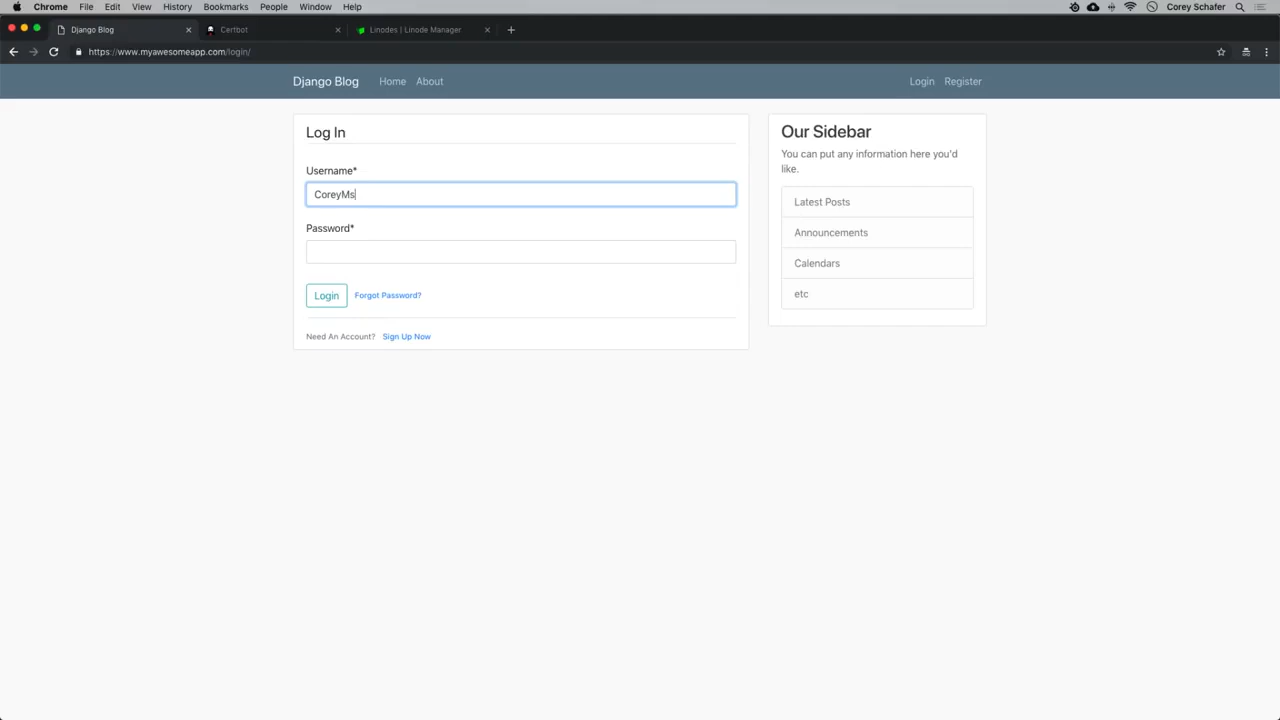 Chrome File Edit View History Bookmarks People Window Help Corey Schafer
Django Blog Certbot Linodes | Linode Manager
https://www.myawesomeapp.com/login/
Django Blog Home About Login Register
Log In
Username*
CoreyMs
Password*
Login Forgot Password?
Need An Account? Sign Up Now
Our Sidebar
You can put any information here you'd
like.
Latest Posts
Announcements
Calendars
etc